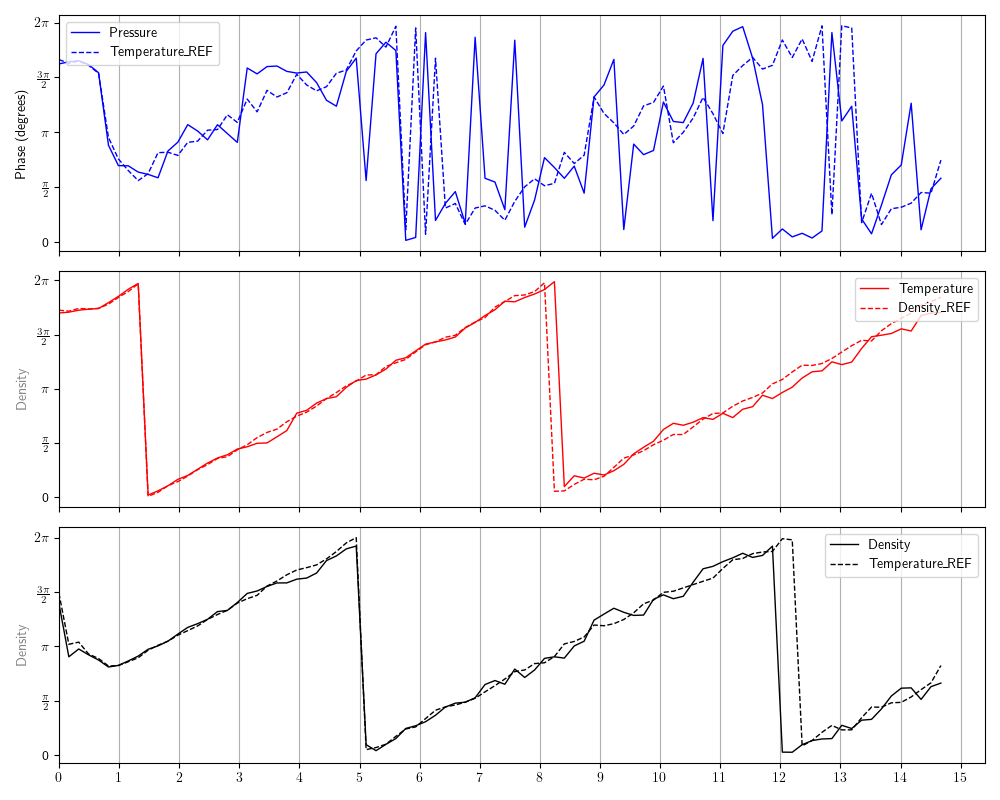 2π
3π/2
π
π/2
0
Phase (degrees)
Pressure
Temperature_REF
2π
3π/2
π
π/2
0
Density
Temperature
Density_REF
2π
3π/2
π
π/2
0
Density
Density
Temperature_REF
0 1 2 3 4 5 6 7 8 9 10 11 12 13 14 15